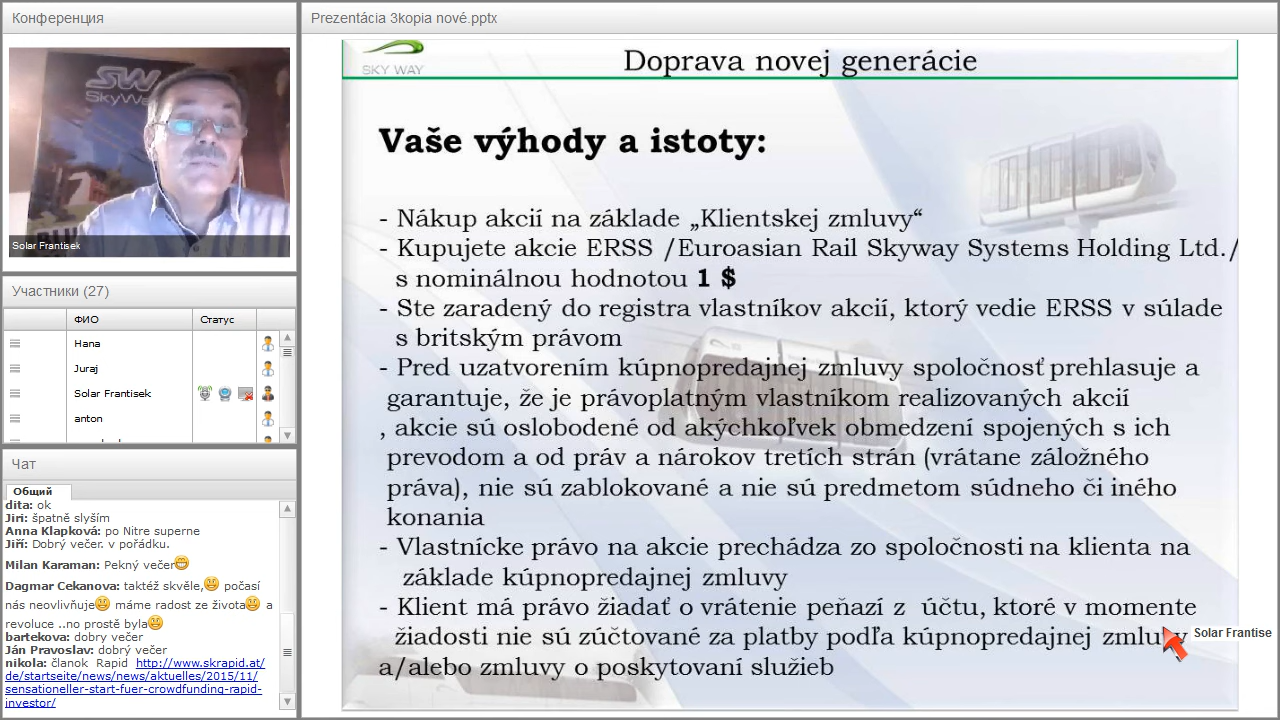 Конференция
SW
SkyWay
Solar Frantisek
Участники (27)
ФИО
Статус
Hana
Juraj
Solar Frantisek
anton
Чат
Общий
dita: ok
Jiri: špatně slyším
Anna Klapková: po Nitre superne
Jiří: Dobrý večer. v pořádku.
Milan Karaman: Pekný večer
Dagmar Cekanova: taktéž skvěle, počasí
nás neovlivňuje máme radost ze života a
revoluce ..no prostě byla
bartekova: dobry večer
Ján Pravoslav: dobrý večer
nikola: članok Rapid http://www.skrapid.at/
de/startseite/news/news/aktuelles/2015/11/
sensationeller-start-fuer-crowdfunding-rapid-
investor/
Prezentácia 3kopia nové.pptx
SKY WAY
Doprava novej generácie
Vaše výhody a istoty:
- Nákup akcií na základe „Klientskej zmluvy“
- Kupujete akcie ERSS /Euroasian Rail Skyway Systems Holding Ltd./
s nominálnou hodnotou 1 $
- Ste zaradený do registra vlastníkov akcií, ktorý vedie ERSS v súlade
s britským právom
- Pred uzatvorením kúpnopredajnej zmluvy spoločnosť prehlasuje a
garantuje, že je právoplatným vlastníkom realizovaných akcií
, akcie sú oslobodené od akýchkoľvek obmedzení spojených s ich
prevodom a od práv a nárokov tretích strán (vrátane záložného
práva), nie sú zablokované a nie sú predmetom súdneho či iného
konania
- Vlastnícke právo na akcie prechádza zo spoločnosti na klienta na
základe kúpnopredajnej zmluvy
- Klient má právo žiadať o vrátenie peňazí z účtu, ktoré v momente
žiadosti nie sú zúčtované za platby podľa kúpnopredajnej zmluvy
a/alebo zmluvy o poskytovaní služieb
Solar Frantise